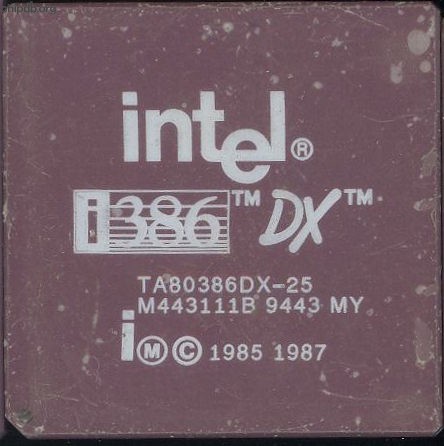 intel®
i386™ DX™
TA80386DX-25
M443111B 9443 MY
i Ⓜ © 1985 1987